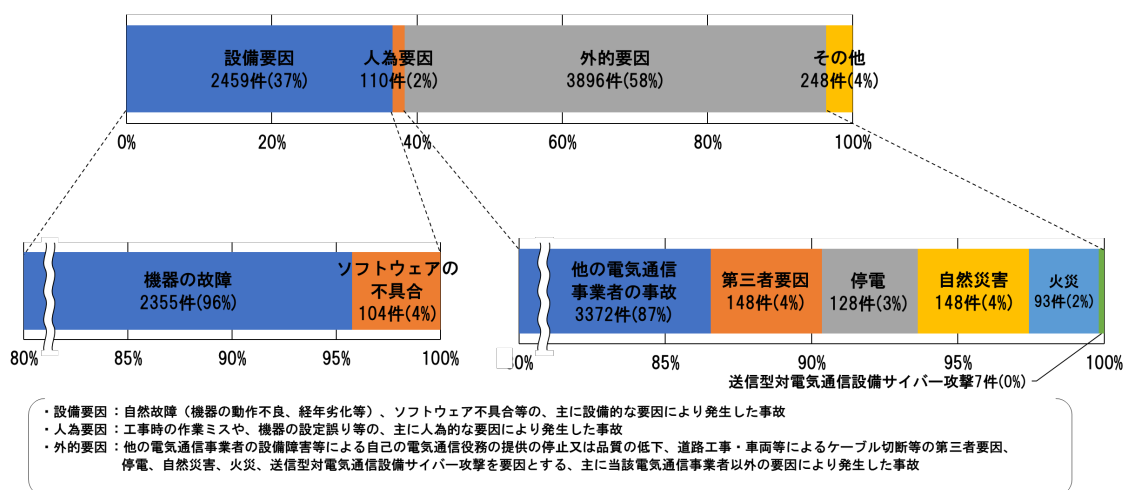 設備要因
2459件(37%)
人為要因
110件(2%)
外的要因
3896件(58%)
その他
248件(4%)
0% 20% 40% 60% 80% 100%
機器の故障
2355件(96%)
ソフトウェアの
不具合
104件(4%)
80% 85% 90% 95% 100%
他の電気通信
事業者の事故
3372件(87%)
第三者要因
148件(4%)
停電
128件(3%)
自然災害
148件(4%)
火災
93件(2%)
0% 85% 90% 95% 100%
送信型対電気通信設備サイバー攻撃7件(0%)
・設備要因：自然故障（機器の動作不良、経年劣化等）、ソフトウェア不具合等の、主に設備的な要因により発生した事故
・人為要因：工事時の作業ミスや、機器の設定誤り等の、主に人為的な要因により発生した事故
・外的要因：他の電気通信事業者の設備障害等による自己の電気通信役務の提供の停止又は品質の低下、道路工事・車両等によるケーブル切断等の第三者要因、
停電、自然災害、火災、送信型対電気通信設備サイバー攻撃を要因とする、主に当該電気通信事業者以外の要因により発生した事故